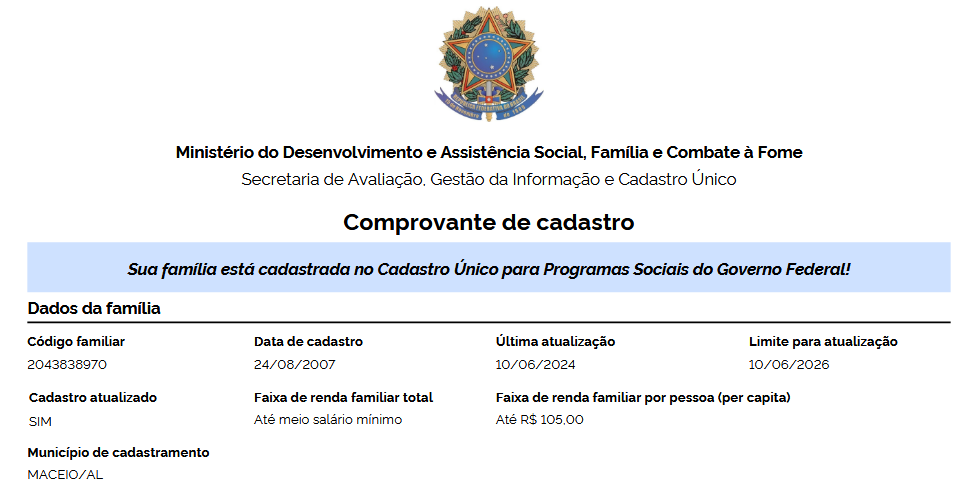 Ministério do Desenvolvimento e Assistência Social, Família e Combate à Fome
Secretaria de Avaliação, Gestão da Informação e Cadastro Único
Comprovante de cadastro
Sua família está cadastrada no Cadastro Único para Programas Sociais do Governo Federal!
Dados da família
Código familiar Data de cadastro Última atualização Limite para atualização
2043838970 24/08/2007 10/06/2024 10/06/2026
Cadastro atualizado Faixa de renda familiar total Faixa de renda familiar por pessoa (per capita)
SIM Até meio salário mínimo Até R$ 105,00
Município de cadastramento
MACEIO/AL